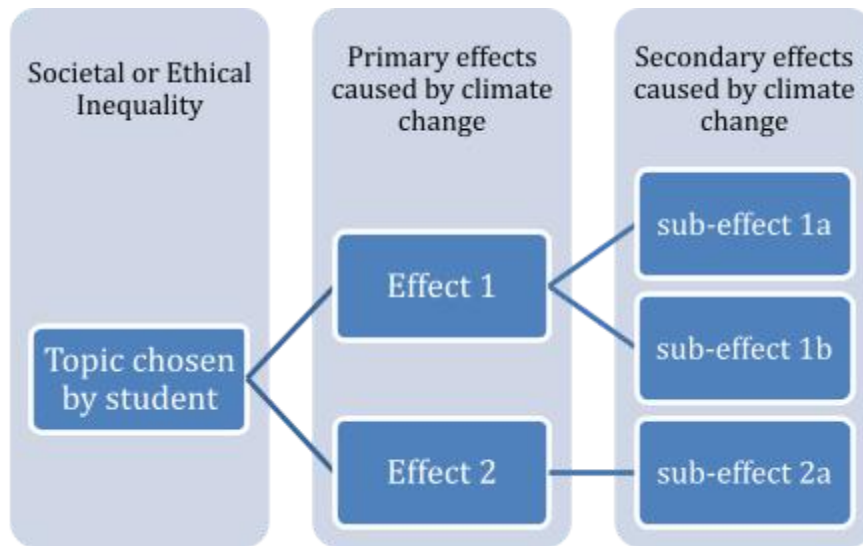 Societal or Ethical
Inequality
Primary effects
caused by climate
change
Secondary effects
caused by climate
change
Topic chosen
by student
Effect 1
Effect 2
sub-effect 1a
sub-effect 1b
sub-effect 2a